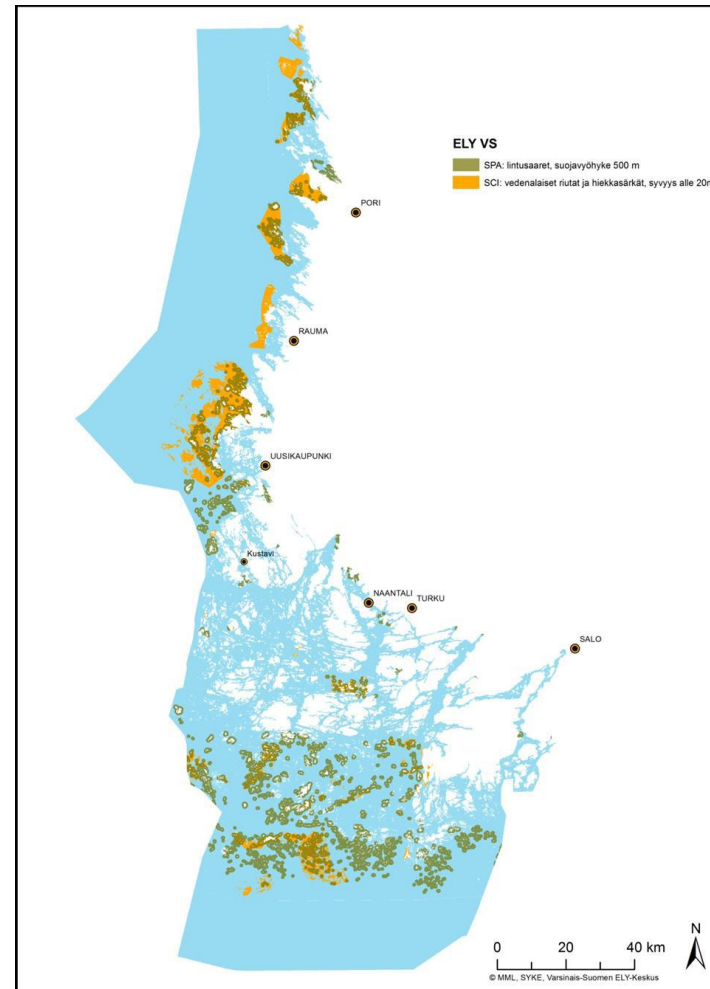 ELY VS
SPA: lintusaaret, suojavyöhyke 500 m
SCI: vedenalaiset riutat ja hiekkasärkät, syvyys alle 20m
PORI
RAUMA
UUSIKAUPUNKI
Kustavi
NAANTALI
TURKU
SALO
N
0 20 40 km
© MML, SYKE, Varsinais-Suomen ELY-Keskus